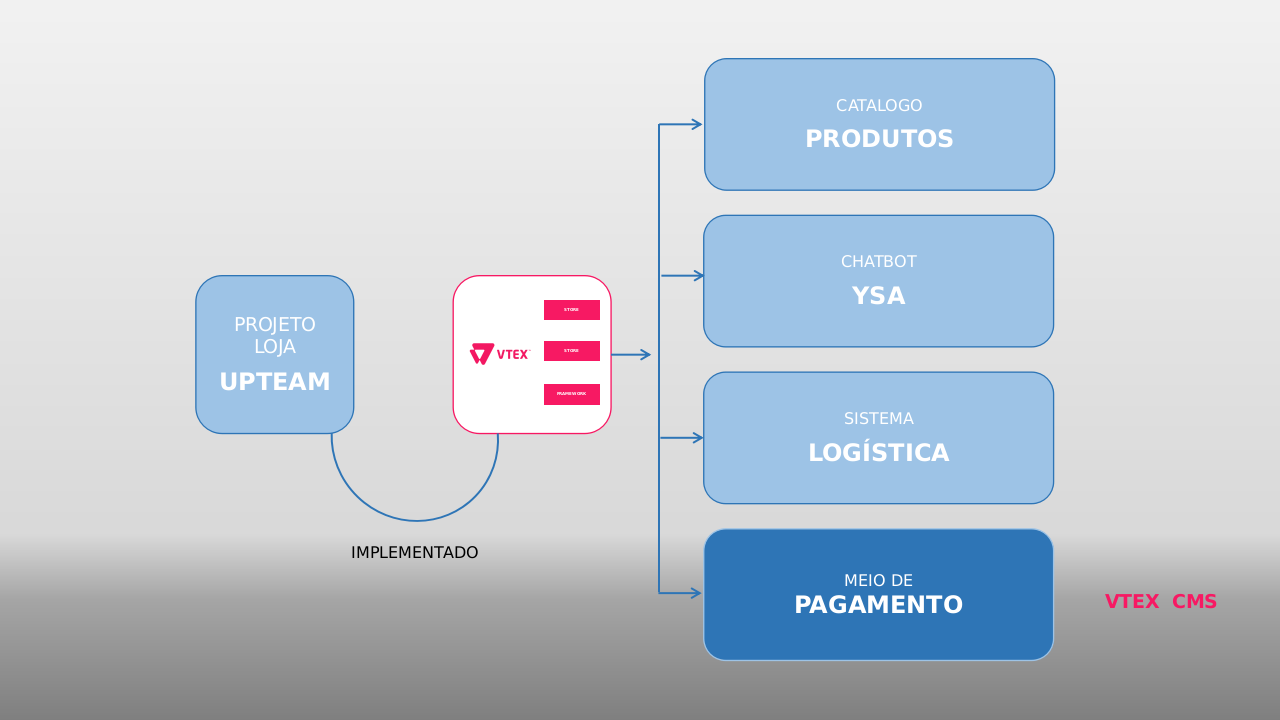 CATALOGO
PRODUTOS
CHATBOT
YSA
PROJETO
LOJA
UPTEAM
VTEX
STORE
STORE
FRAMEWORK
SISTEMA
LOGÍSTICA
IMPLEMENTADO
MEIO DE
PAGAMENTO
VTEX CMS